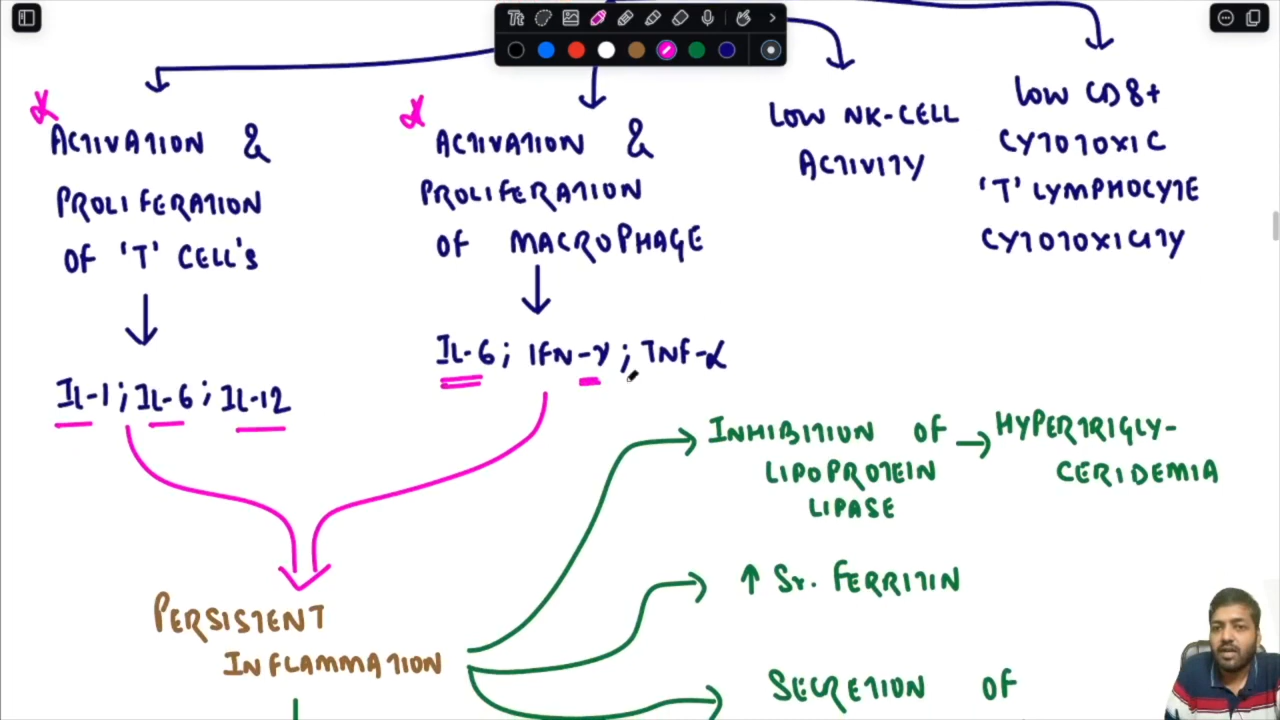 ACTIVATION &
PROLIFERATION
OF 'T' CELL'S
IL-1; IL-6; IL-12
ACTIVATION &
PROLIFERATION
OF MACROPHAGE
IL-6; IFN-γ; TNF-α
LOW NK-CELL
ACTIVITY
LOW CD8+
CYTOTOXIC
'T' LYMPHOCYTE
CYTOTOXICITY
PERSISTENT
INFLAMMATION
INHIBITION OF
LIPOPROTEIN
LIPASE
HYPERTRIGLY-
CERIDEMIA
↑ Sr. FERRITIN
SECRETION OF